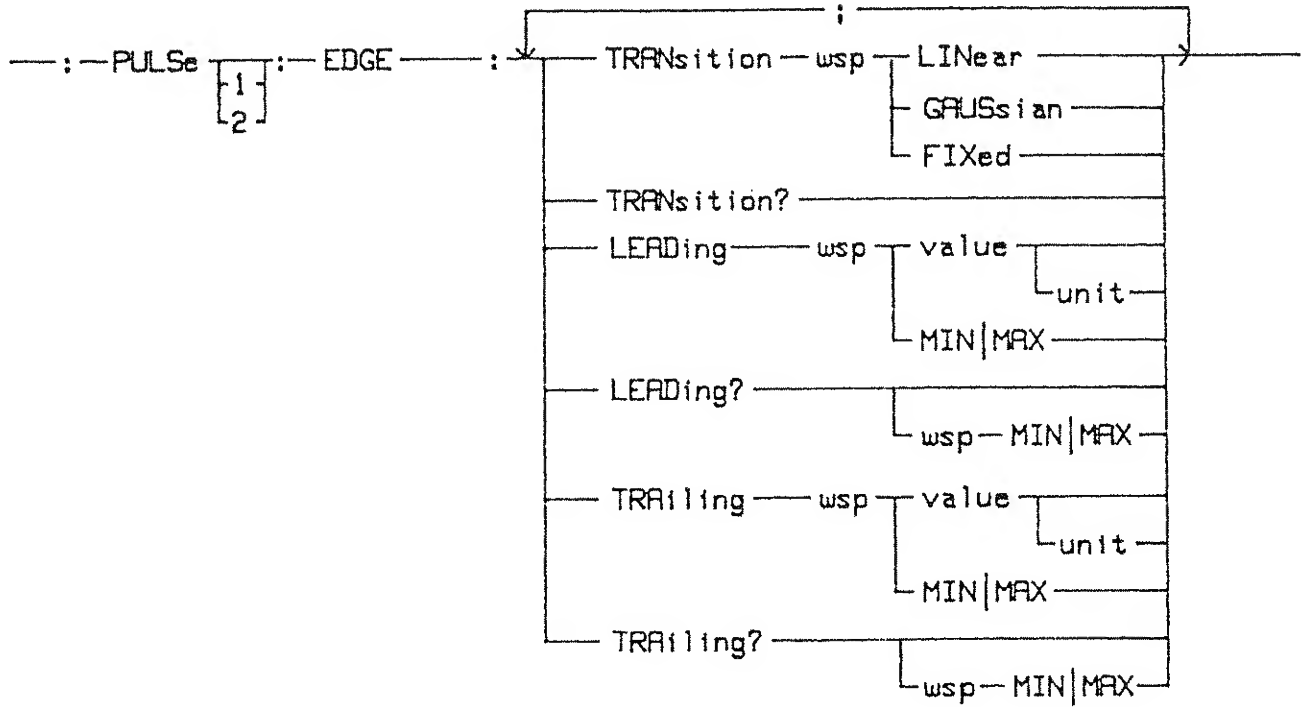 ;
: PULSe 1 2 : EDGE : TRANsition wsp LINear
GAUSsian
FIXed
TRANsition?
LEADing wsp value
unit
MIN|MAX
LEADing?
wsp MIN|MAX
TRAiling wsp value
unit
MIN|MAX
TRAiling?
wsp MIN|MAX